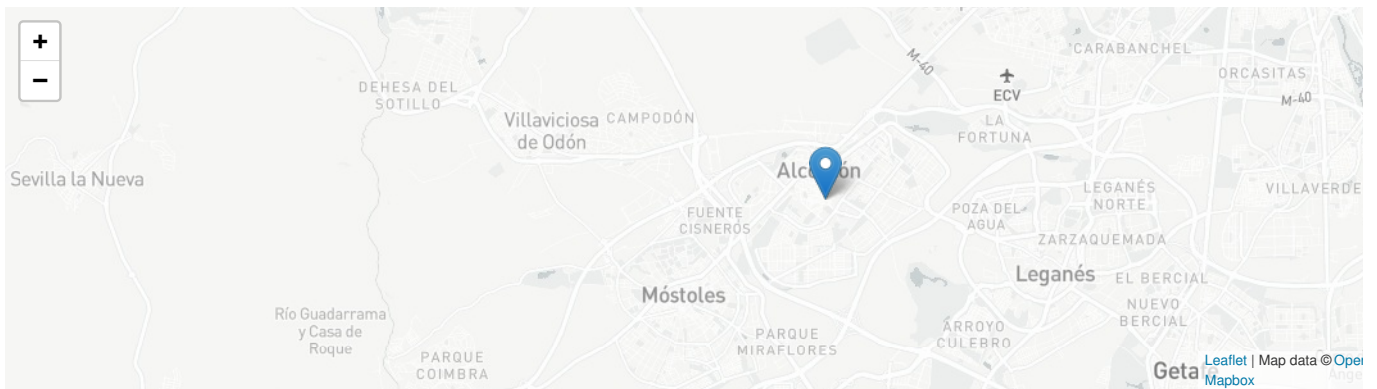 +
−
M-40
CARABANCHEL
ECV
ORCASITAS
M-40
DEHESA DEL
SOTILLO
Villaviciosa
de Odón
CAMPODÓN
LA
FORTUNA
Sevilla la Nueva
LEGANÉS
NORTE
VILLAVERDE
POZA DEL
AGUA
FUENTE
CISNEROS
ZARZAQUEMADA
Leganés
EL BERCIAL
Móstoles
NUEVO
BERCIAL
Río Guadarrama
y Casa de
Roque
ARROYO
CULEBRO
PARQUE
MIRAFLORES
PARQUE
COIMBRA
Leaflet | Map data © Open
Mapbox